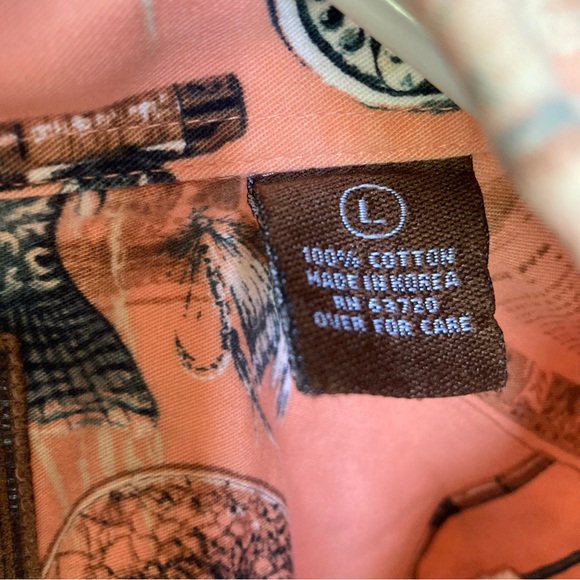 L
100% COTTON
MADE IN KOREA
RN 63720
OVER FOR CARE